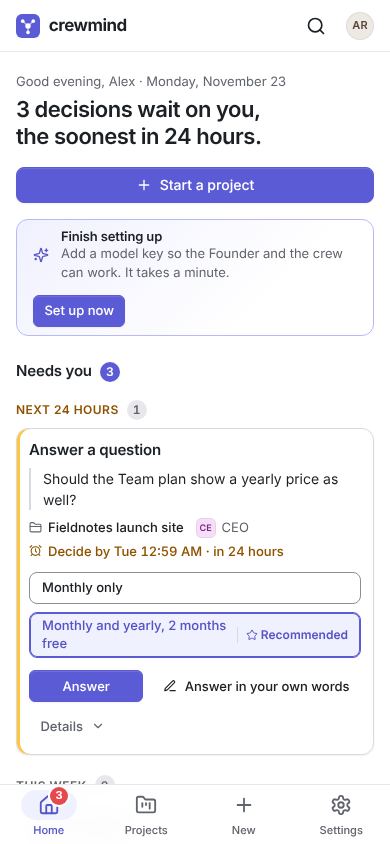 crewmind
AR
Good evening, Alex · Monday, November 23
3 decisions wait on you,
the soonest in 24 hours.
Start a project
Finish setting up
Add a model key so the Founder and the crew
can work. It takes a minute.
Set up now
Needs you 3
NEXT 24 HOURS 1
Answer a question
Should the Team plan show a yearly price as
well?
Fieldnotes launch site CE CEO
Decide by Tue 12:59 AM · in 24 hours
Monthly only
Monthly and yearly, 2 months
free
Recommended
Answer
Answer in your own words
Details
THIS WEEK
3
Home
Projects
New
Settings